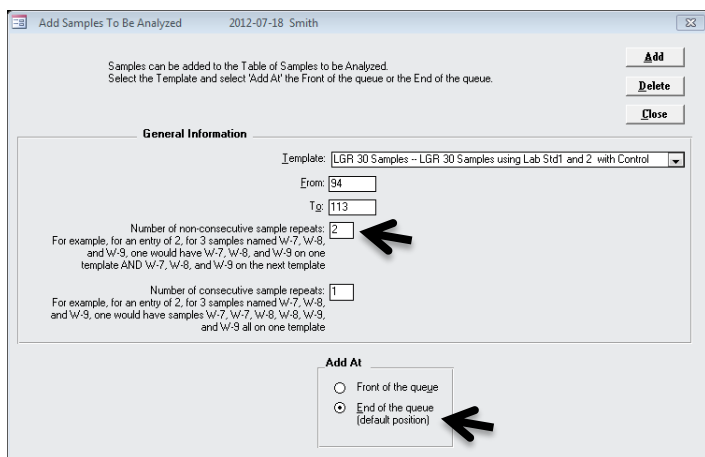 Add Samples To Be Analyzed 2012-07-18 Smith
Samples can be added to the Table of Samples to be Analyzed.
Select the Template and select 'Add At' the Front of the queue or the End of the queue.
Add
Delete
Close
General Information
Template: LGR 30 Samples -- LGR 30 Samples using Lab Std1 and 2 with Control
From: 94
To: 113
Number of non-consecutive sample repeats: 2
For example, for an entry of 2, for 3 samples named W-7, W-8,
and W-9, one would have W-7, W-8, and W-9 on one
template AND W-7, W-8, and W-9 on the next template
Number of consecutive sample repeats: 1
For example, for an entry of 2, for 3 samples named W-7, W-8,
and W-9, one would have samples W-7, W-7, W-8, W-8, W-9,
and W-9 all on one template
Add At
Front of the queue
End of the queue
(default position)